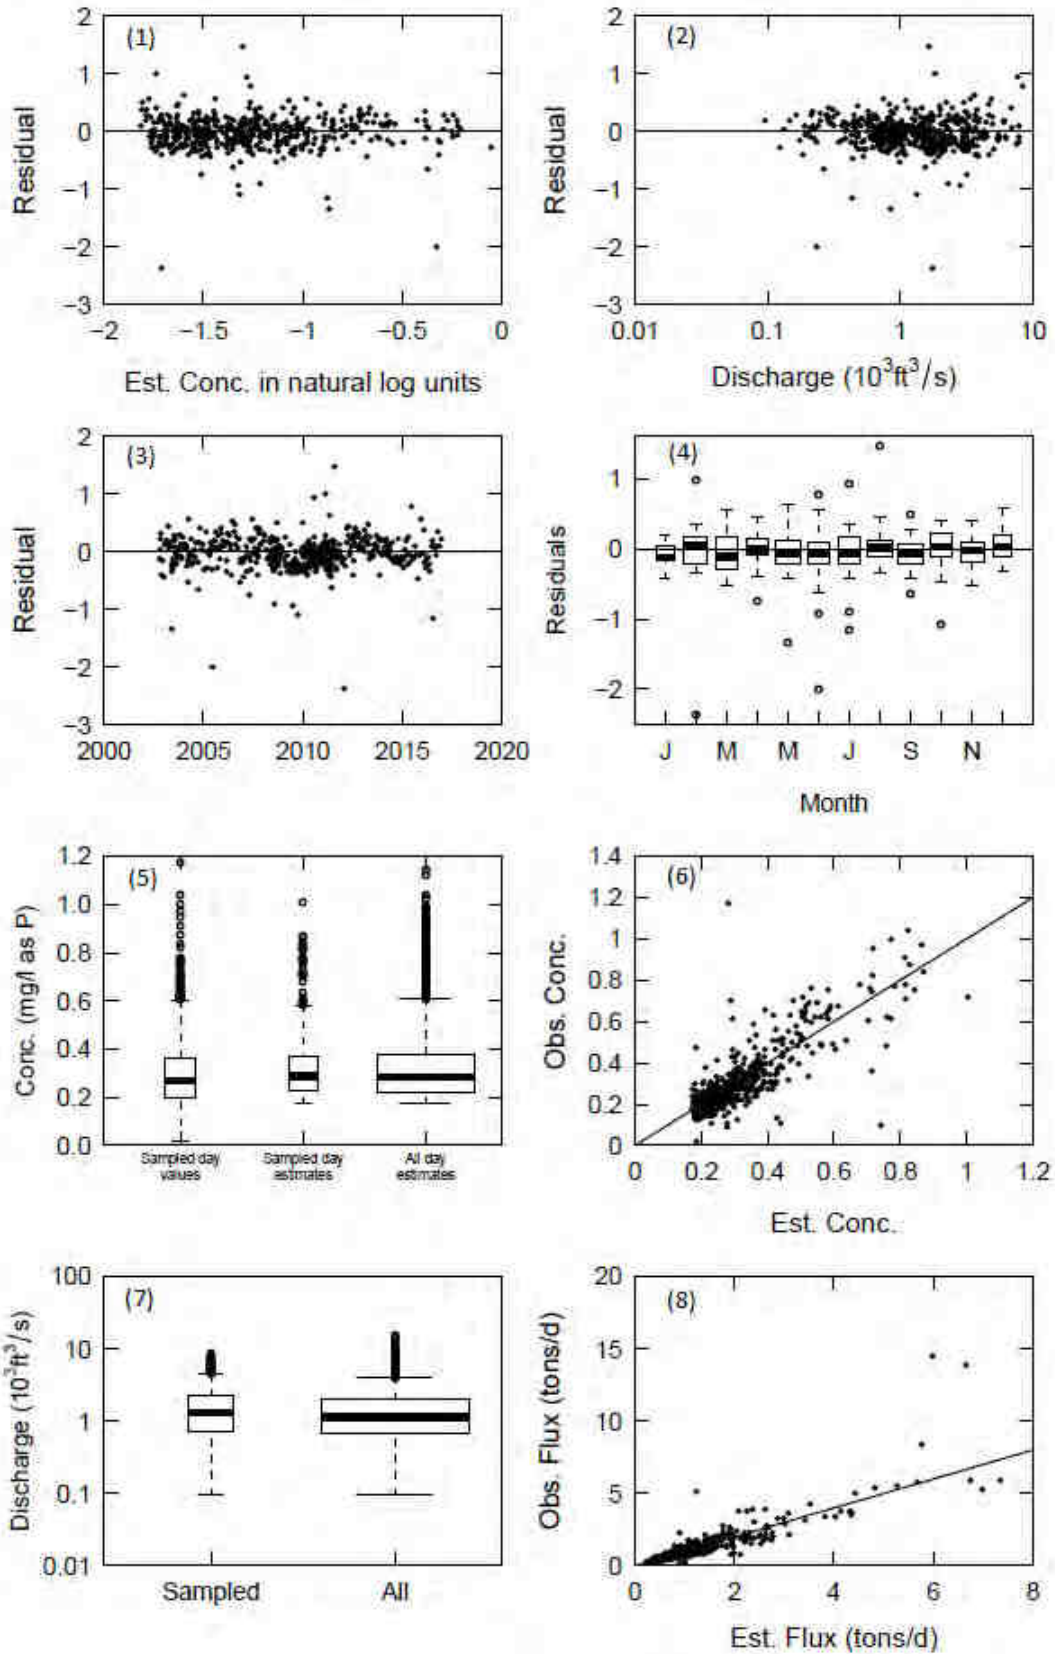 (1)
2
1
0
−1
−2
−3
Residual
−2 −1.5 −1 −0.5 0
Est. Conc. in natural log units
(2)
2
1
0
−1
−2
−3
Residual
0.01 0.1 1 10
Discharge (10³ft³/s)
(3)
2
1
0
−1
−2
−3
Residual
2000 2005 2010 2015 2020
(4)
1
0
−1
−2
Residuals
J M M J S N
Month
(5)
1.2
1.0
0.8
0.6
0.4
0.2
0.0
Conc. (mg/l as P)
Sampled day Sampled day All day
values estimates estimates
(6)
1.4
1.2
1
0.8
0.6
0.4
0.2
0
Obs. Conc.
0 0.2 0.4 0.6 0.8 1 1.2
Est. Conc.
(7)
100
10
1
0.1
0.01
Discharge (10³ft³/s)
Sampled All
(8)
20
15
10
5
0
Obs. Flux (tons/d)
0 2 4 6 8
Est. Flux (tons/d)